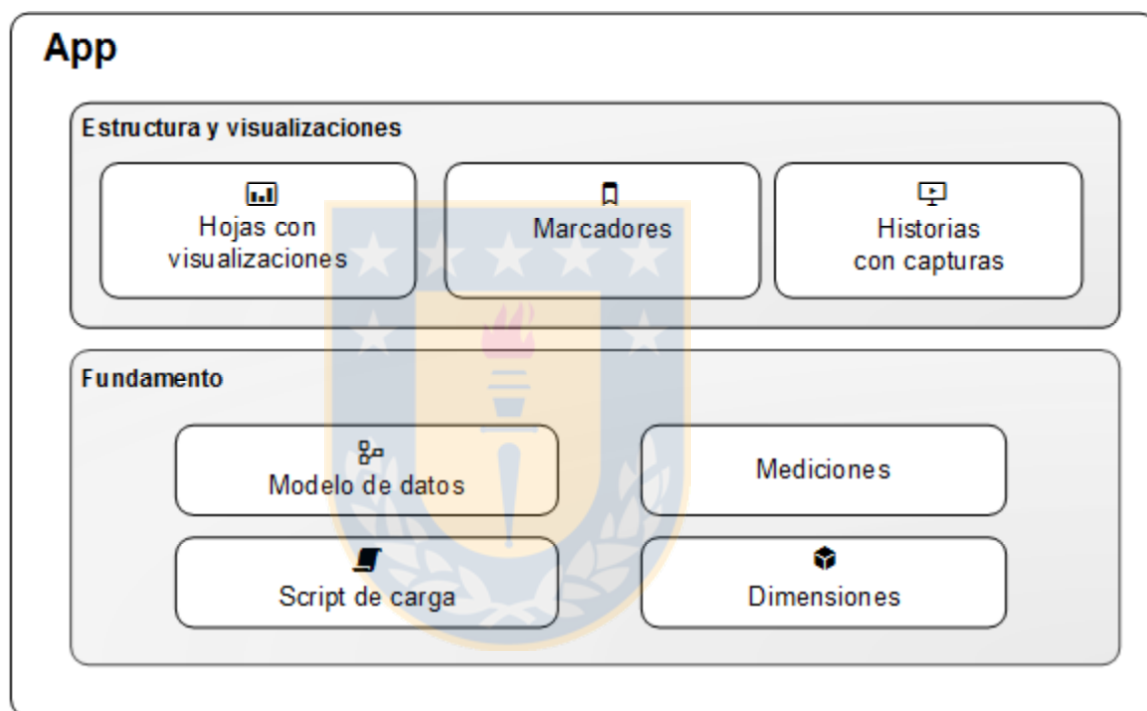 App
Estructura y visualizaciones
Hojas con
visualizaciones
Marcadores
Historias
con capturas
Fundamento
Modelo de datos
Mediciones
Script de carga
Dimensiones